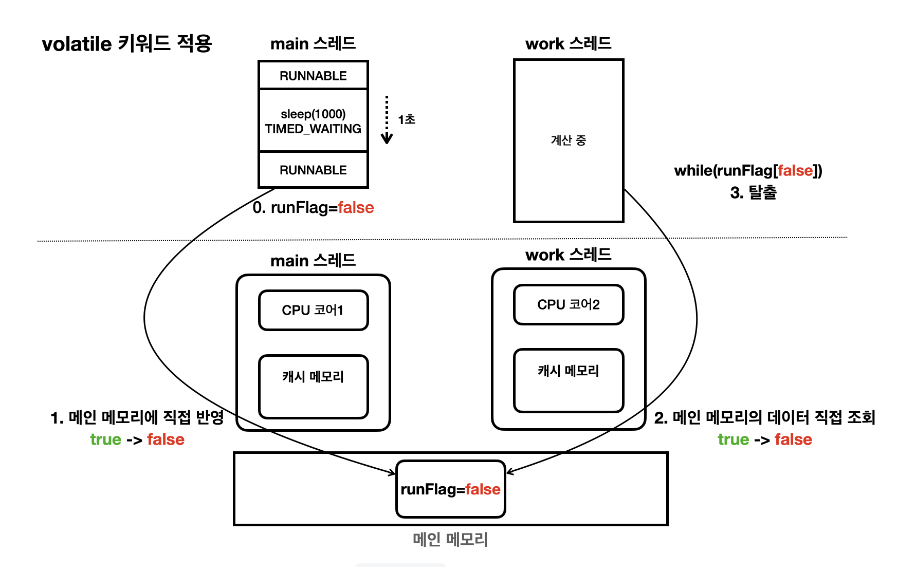 volatile 키워드 적용
main 스레드
RUNNABLE
sleep(1000)
TIMED_WAITING
1초
RUNNABLE
0. runFlag=false
work 스레드
계산 중
while(runFlag[false])
3. 탈출
main 스레드
CPU 코어1
캐시 메모리
work 스레드
CPU 코어2
캐시 메모리
1. 메인 메모리에 직접 반영
true -> false
2. 메인 메모리의 데이터 직접 조회
true -> false
runFlag=false
메인 메모리